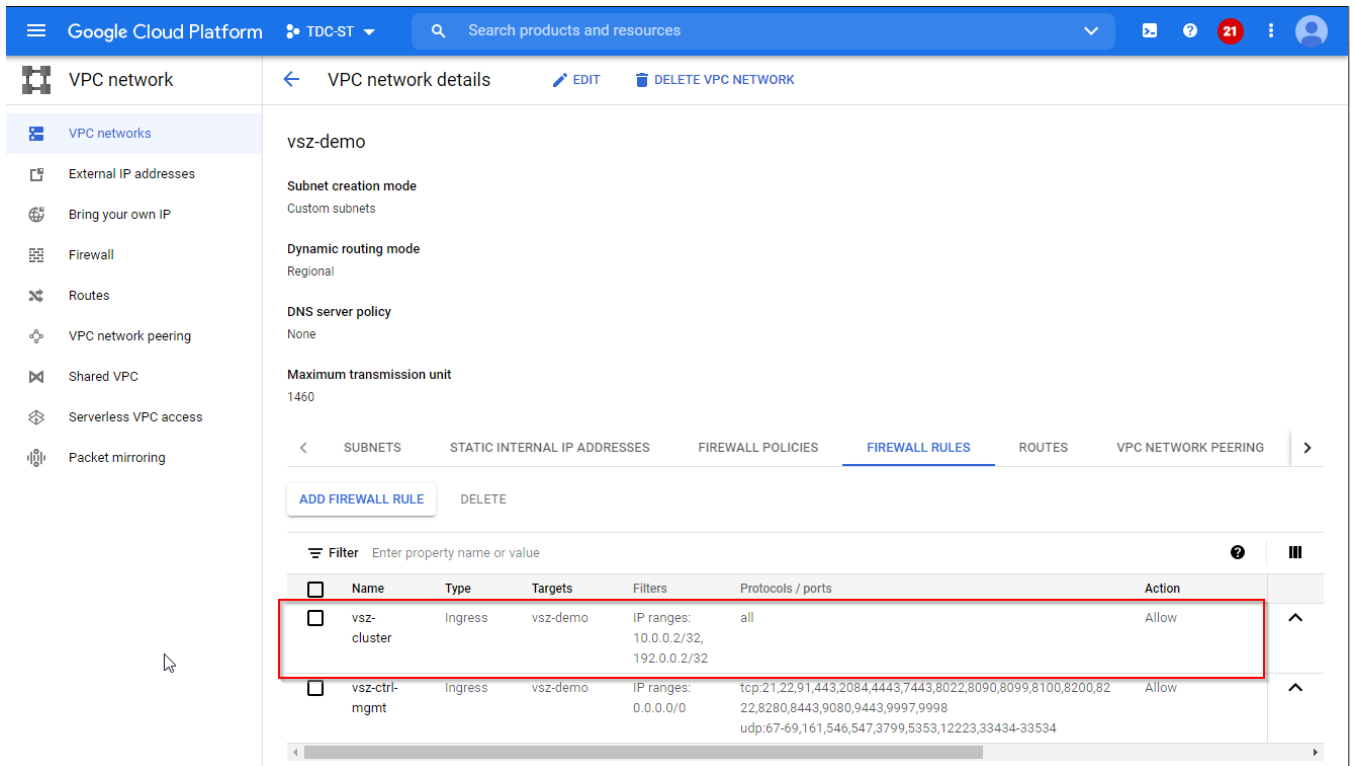 Google Cloud Platform
TDC-ST
Search products and resources
21
VPC network
VPC network details
EDIT
DELETE VPC NETWORK
VPC networks
External IP addresses
Bring your own IP
Firewall
Routes
VPC network peering
Shared VPC
Serverless VPC access
Packet mirroring
vsz-demo
Subnet creation mode
Custom subnets
Dynamic routing mode
Regional
DNS server policy
None
Maximum transmission unit
1460
SUBNETS
STATIC INTERNAL IP ADDRESSES
FIREWALL POLICIES
FIREWALL RULES
ROUTES
VPC NETWORK PEERING
ADD FIREWALL RULE
DELETE
Filter Enter property name or value
Name Type Targets Filters Protocols / ports Action
vsz- Ingress vsz-demo IP ranges: all Allow
cluster 10.0.0.2/32,
192.0.0.2/32
vsz-ctrl- Ingress vsz-demo IP ranges: tcp:21,22,91,443,2084,4443,7443,8022,8090,8099,8100,8200,82 Allow
mgmt 0.0.0.0/0 22,8280,8443,9080,9443,9997,9998
udp:67-69,161,546,547,3799,5353,12223,33434-33534